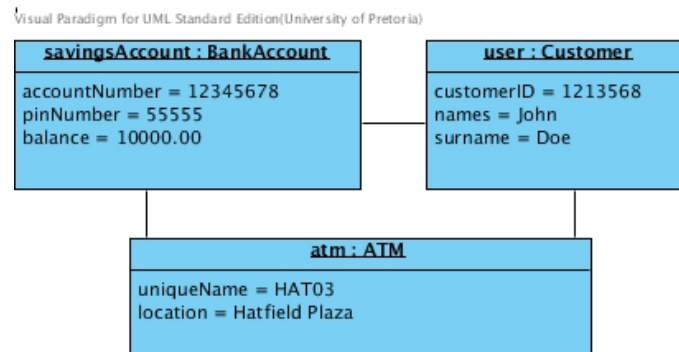 Visual Paradigm for UML Standard Edition(University of Pretoria)
savingsAccount : BankAccount
accountNumber = 12345678
pinNumber = 55555
balance = 10000.00
user : Customer
customerID = 1213568
names = John
surname = Doe
atm : ATM
uniqueName = HAT03
location = Hatfield Plaza